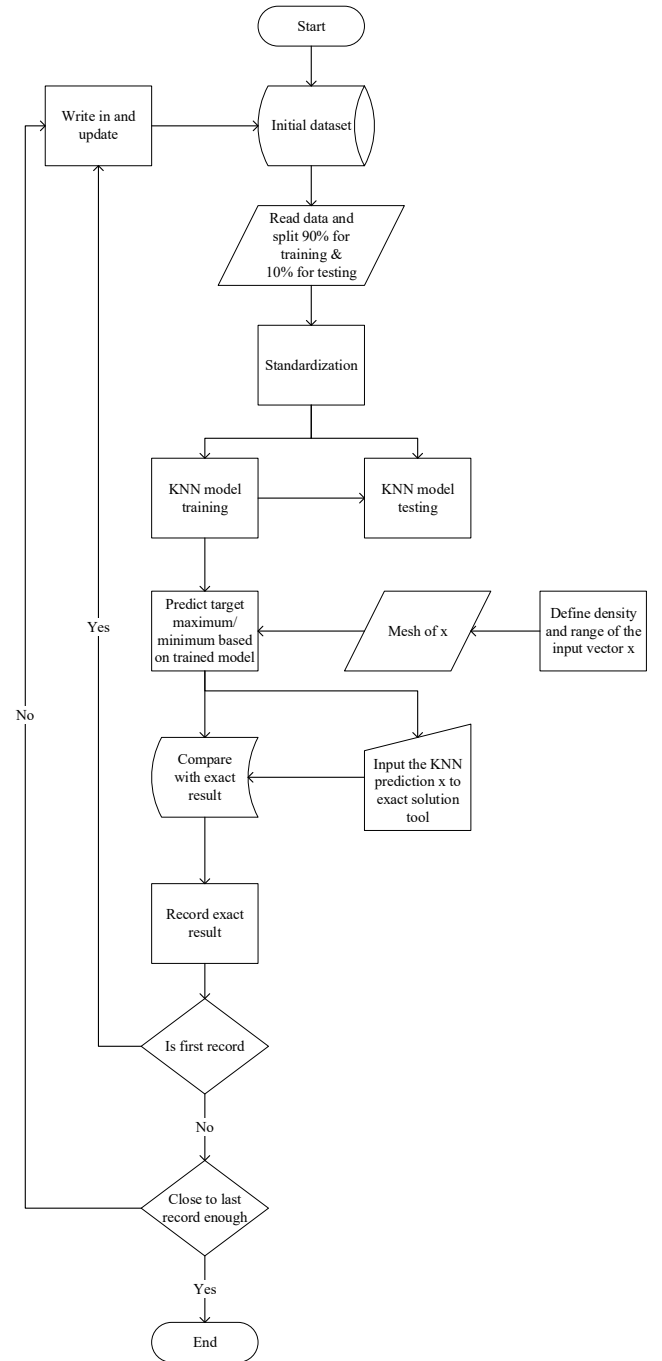 Start
Write in and
update
Initial dataset
Read data and
split 90% for
training &
10% for testing
Standardization
KNN model
training
KNN model
testing
Predict target
maximum/
minimum based
on trained model
Mesh of x
Define density
and range of the
input vector x
Yes
No
Compare
with exact
result
Input the KNN
prediction x to
exact solution
tool
Record exact
result
Is first record
No
Close to last
record enough
Yes
End